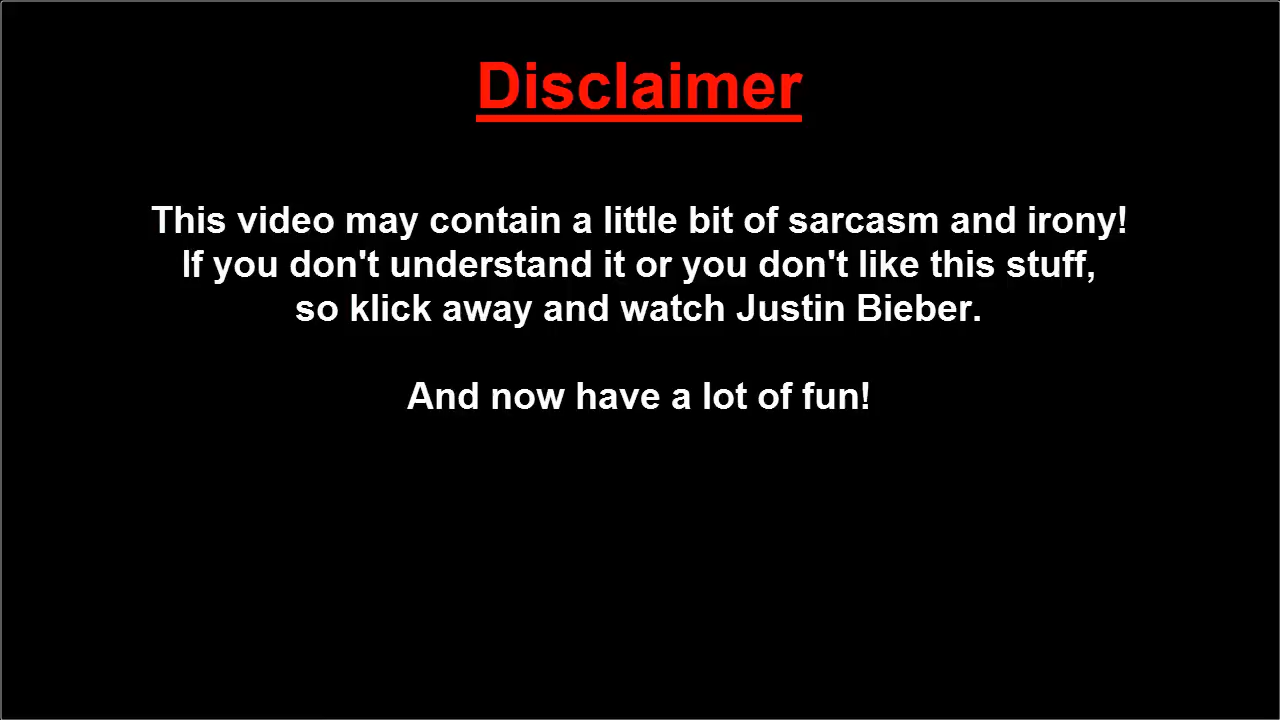 Disclaimer
This video may contain a little bit of sarcasm and irony!
If you don't understand it or you don't like this stuff,
so klick away and watch Justin Bieber.
And now have a lot of fun!